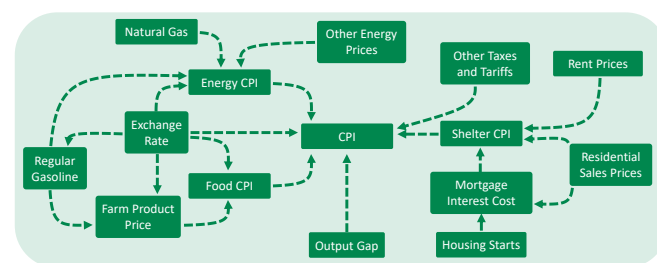 Natural Gas
Other Energy
Prices
Other Taxes
and Tariffs
Rent Prices
Energy CPI
Exchange
Rate
CPI
Shelter CPI
Regular
Gasoline
Residential
Sales Prices
Food CPI
Mortgage
Interest Cost
Farm Product
Price
Output Gap
Housing Starts